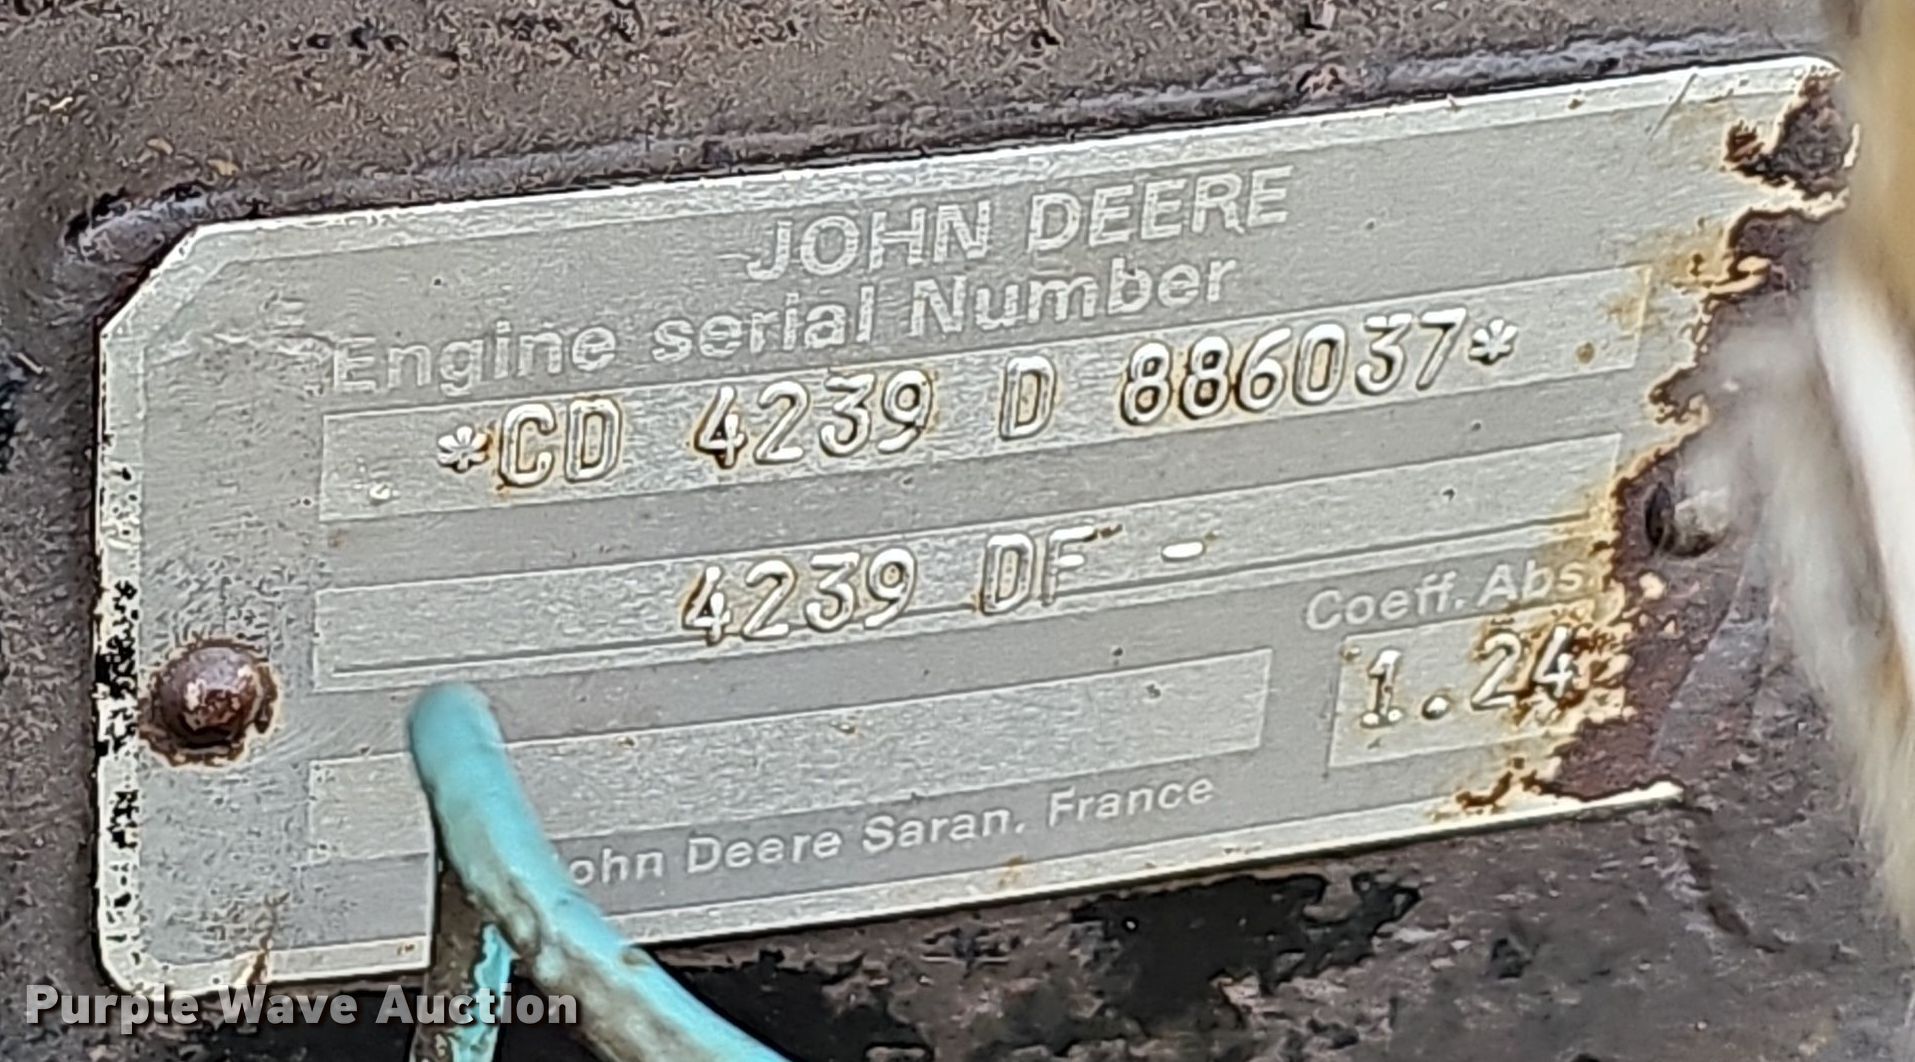 JOHN DEERE
Engine serial Number
*CD 4239 D 886037*
4239 DF -
Coeff. Abs.
1.24
John Deere Saran. France
Purple Wave Auction